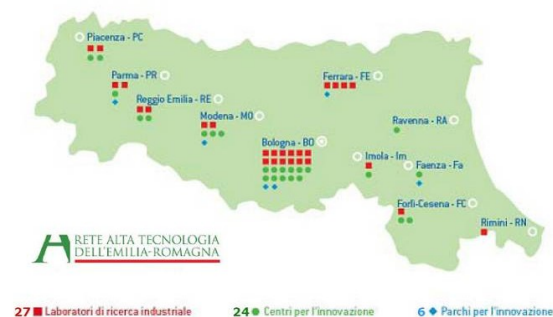 Piacenza - PC
Parma - PR
Ferrara - FE
Reggio Emilia - RE
Modena - MO
Ravenna - RA
Bologna - BO
Imola - Im
Faenza - Fa
Forlì-Cesena - FC
Rimini - RN
RETE ALTA TECNOLOGIA
DELL'EMILIA-ROMAGNA
27 Laboratori di ricerca industriale 24 Centri per l'innovazione 6 Parchi per l'innovazione